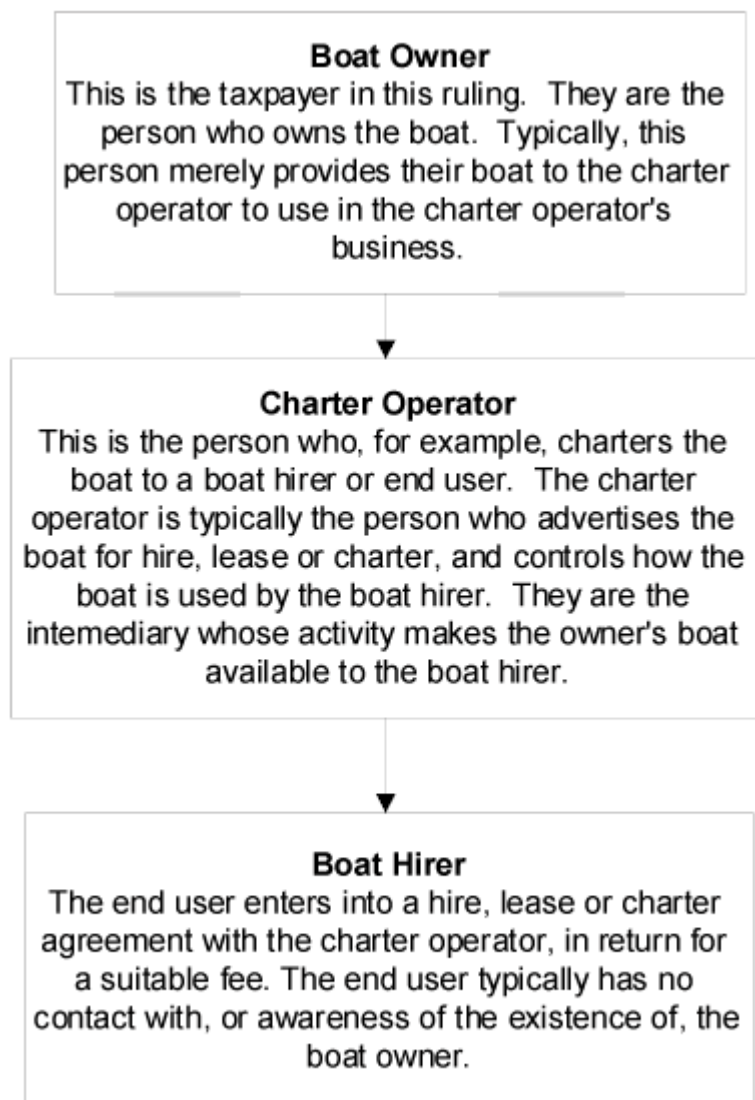 Boat Owner
This is the taxpayer in this ruling.  They are the
person who owns the boat.  Typically, this
person merely provides their boat to the charter
operator to use in the charter operator's
business.
Charter Operator
This is the person who, for example, charters the
boat to a boat hirer or end user.  The charter
operator is typically the person who advertises the
boat for hire, lease or charter, and controls how the
boat is used by the boat hirer.  They are the
intemediary whose activity makes the owner's boat
available to the boat hirer.
Boat Hirer
The end user enters into a hire, lease or charter
agreement with the charter operator, in return for
a suitable fee. The end user typically has no
contact with, or awareness of the existence of, the
boat owner.